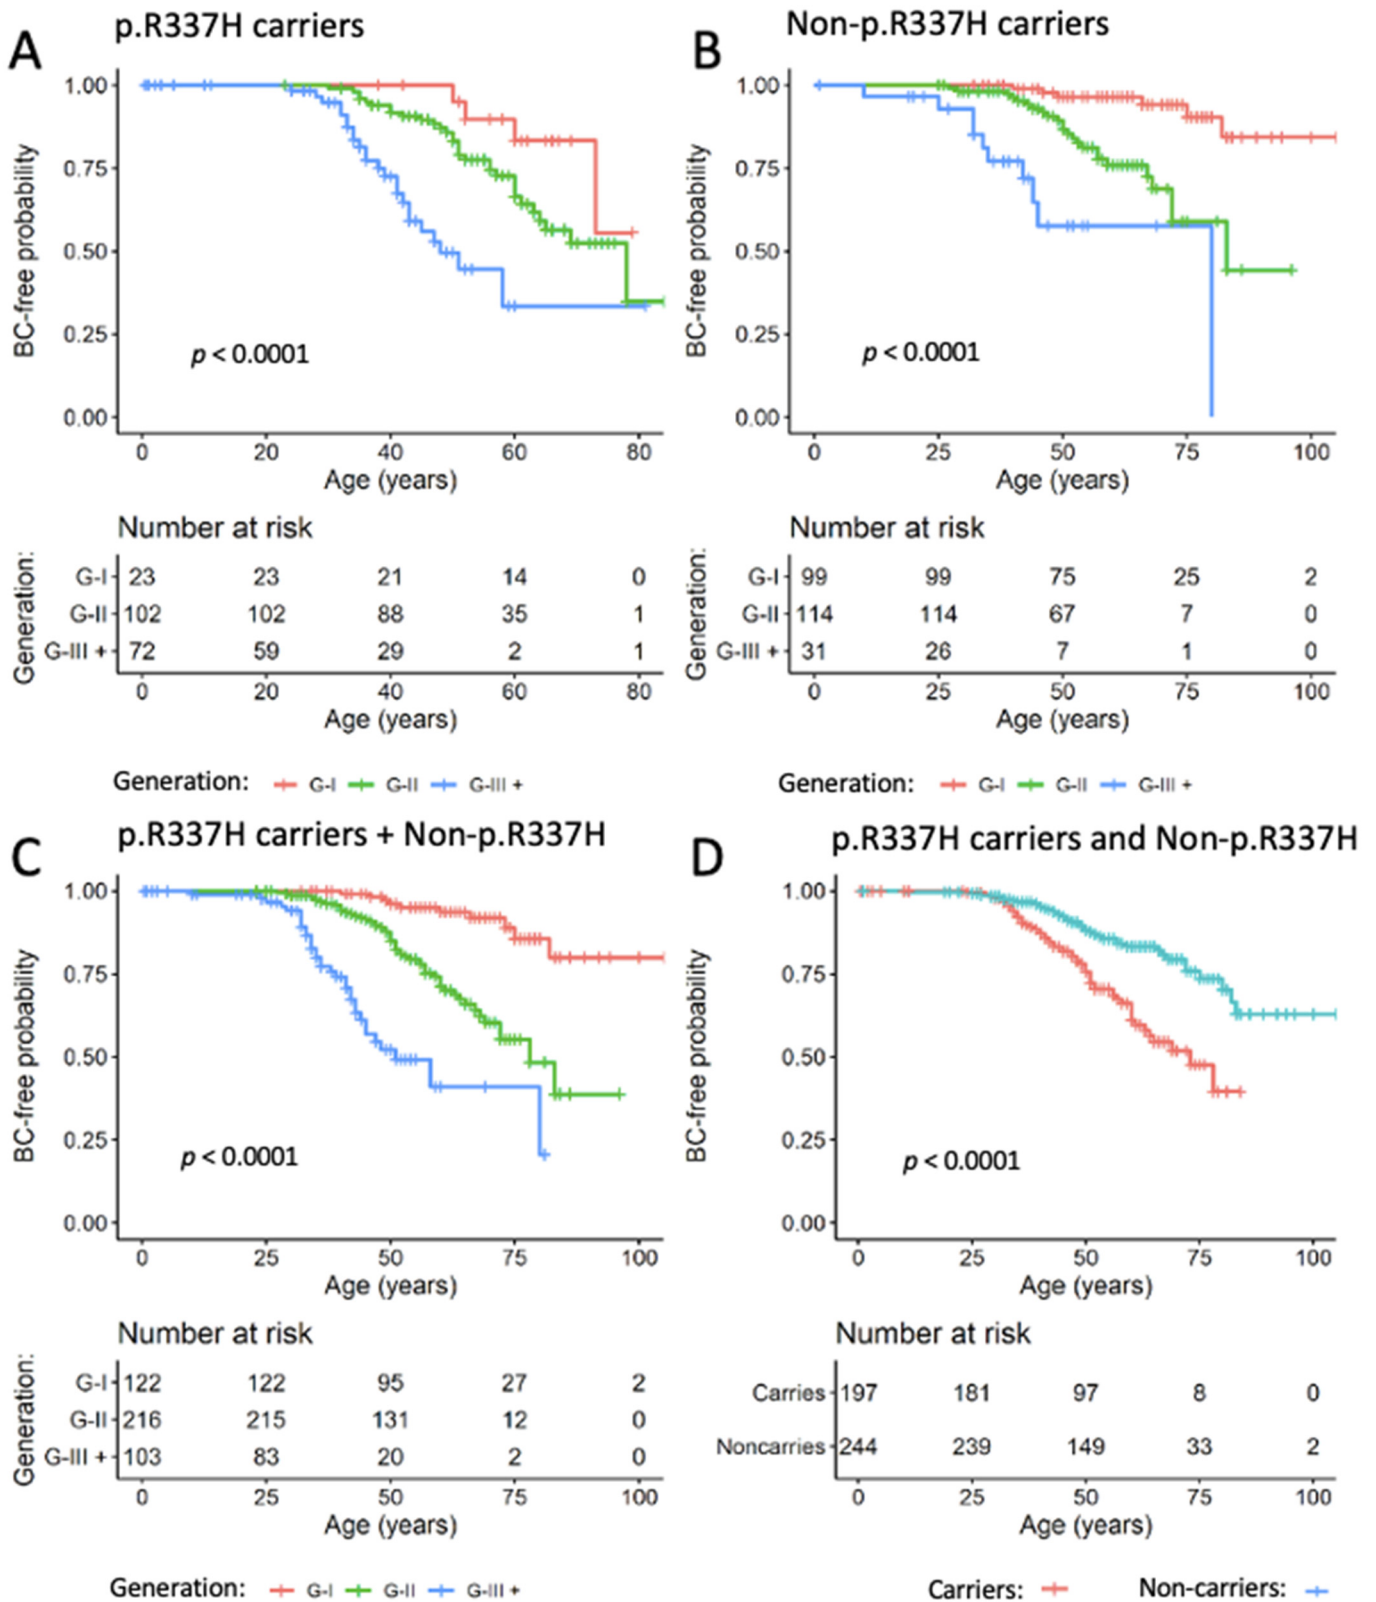 A
p.R337H carriers
BC-free probability
1.00
0.75
0.50
0.25
0.00
p < 0.0001
0 20 40 60 80
Age (years)
Number at risk
Generation:
G-I 23 23 21 14 0
G-II 102 102 88 35 1
G-III + 72 59 29 2 1
0 20 40 60 80
Age (years)
Generation: G-I G-II G-III +
B
Non-p.R337H carriers
BC-free probability
1.00
0.75
0.50
0.25
0.00
p < 0.0001
0 25 50 75 100
Age (years)
Number at risk
Generation:
G-I 99 99 75 25 2
G-II 114 114 67 7 0
G-III + 31 26 7 1 0
0 25 50 75 100
Age (years)
Generation: G-I G-II G-III +
C
p.R337H carriers + Non-p.R337H
BC-free probability
1.00
0.75
0.50
0.25
0.00
p < 0.0001
0 25 50 75 100
Age (years)
Number at risk
Generation:
G-I 122 122 95 27 2
G-II 216 215 131 12 0
G-III + 103 83 20 2 0
0 25 50 75 100
Age (years)
Generation: G-I G-II G-III +
D
p.R337H carriers and Non-p.R337H
BC-free probability
1.00
0.75
0.50
0.25
0.00
p < 0.0001
0 25 50 75 100
Age (years)
Number at risk
Carries 197 181 97 8 0
Noncarries 244 239 149 33 2
0 25 50 75 100
Age (years)
Carriers: Non-carriers: